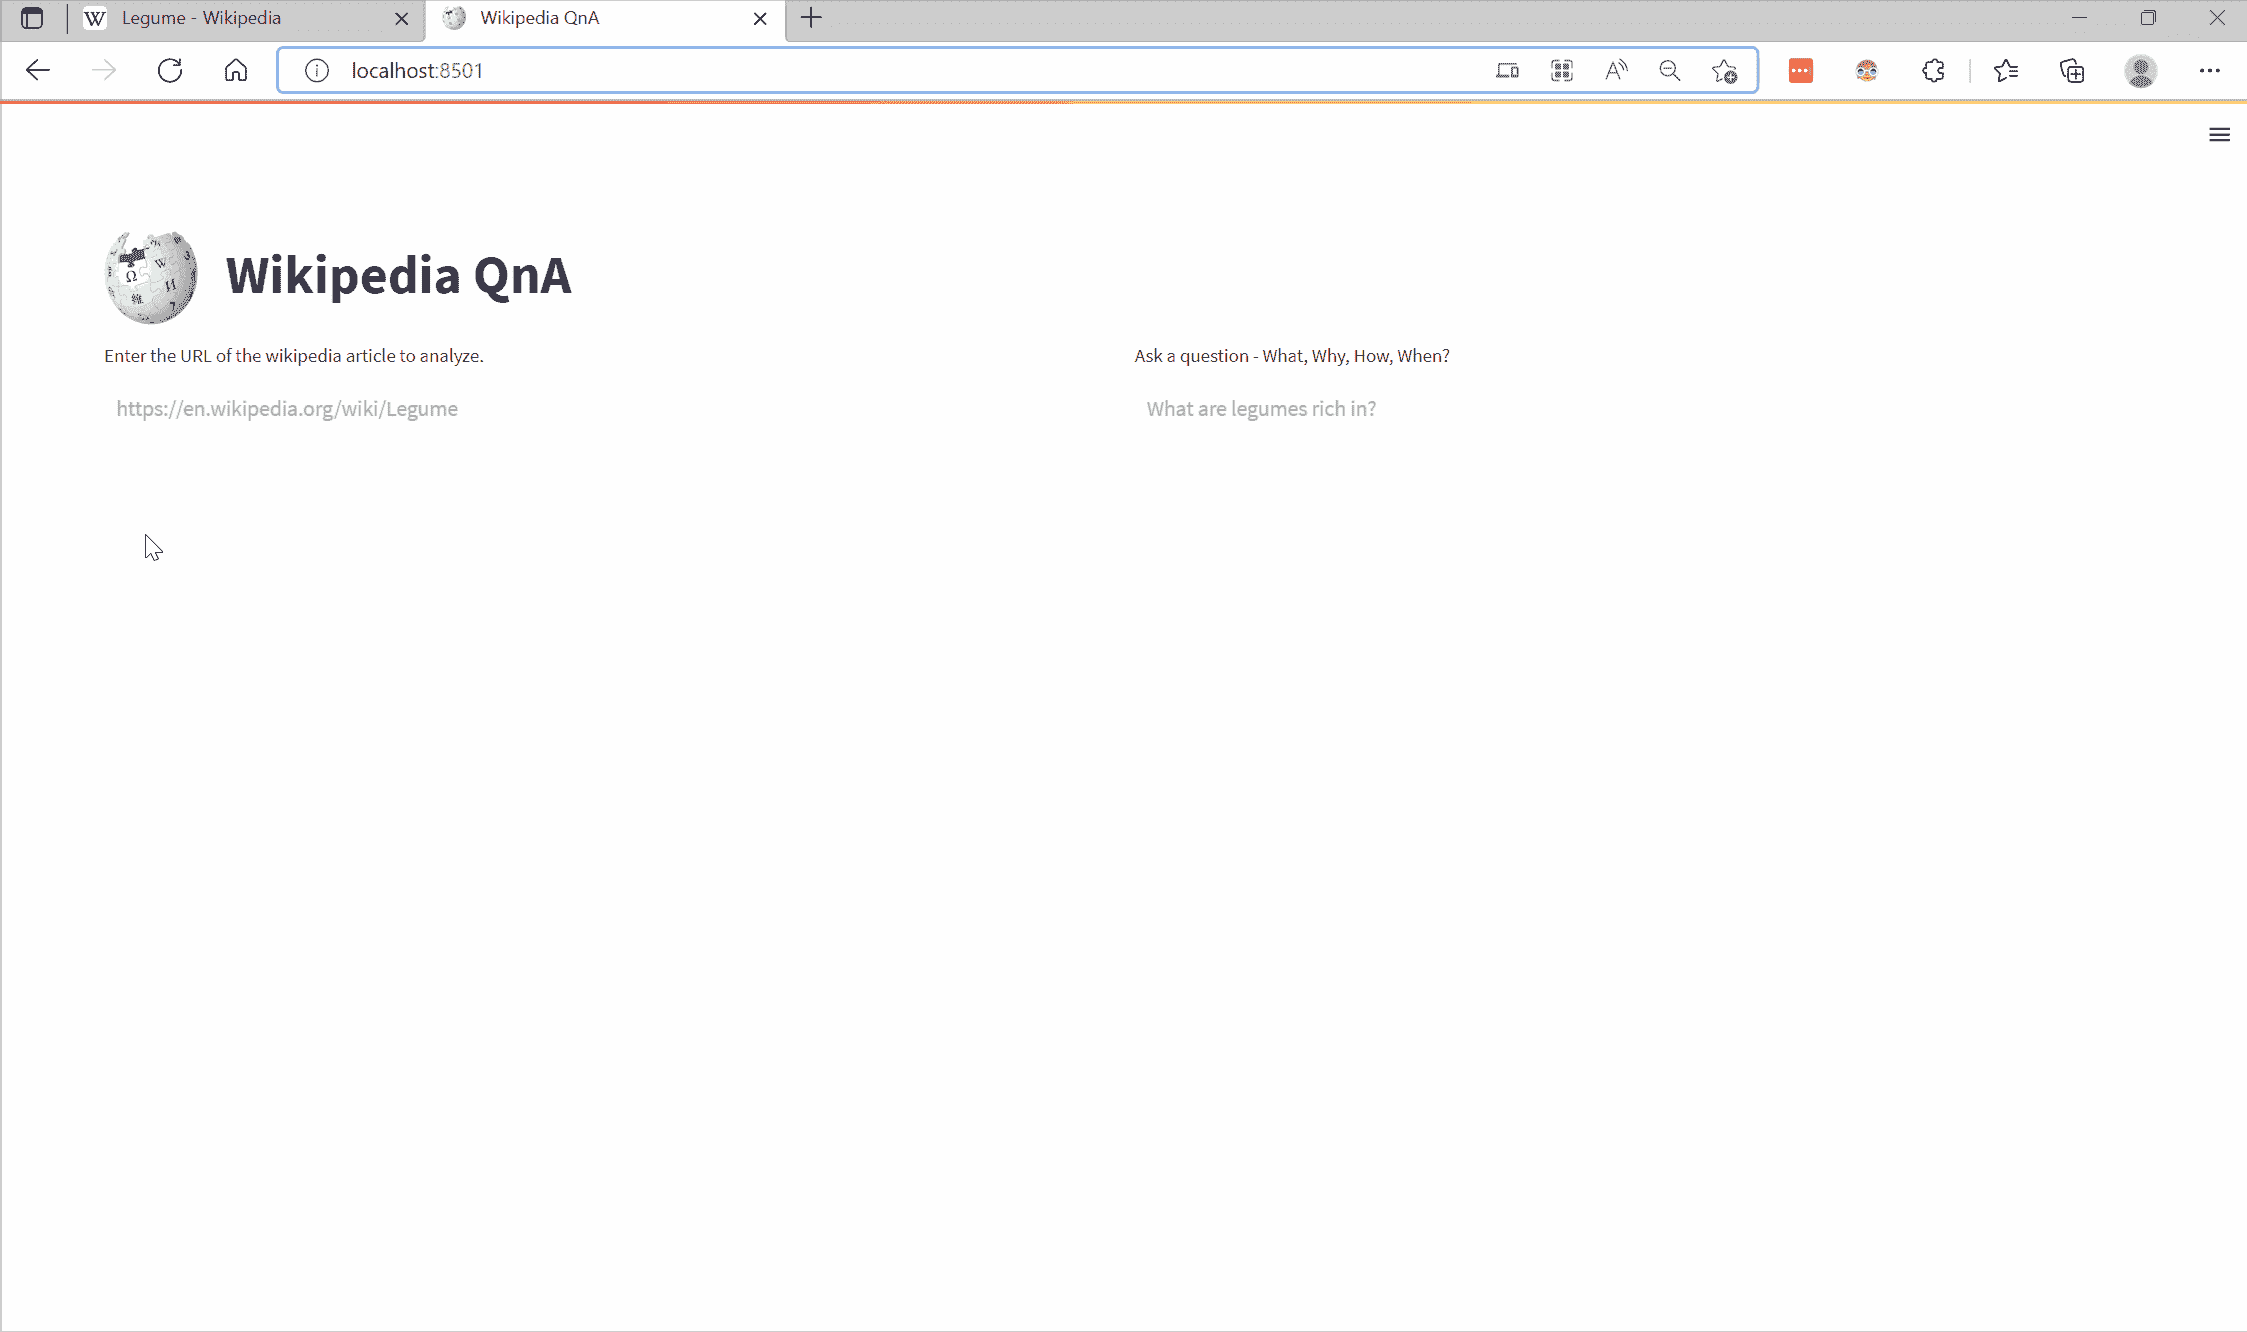 Legume - Wikipedia
Wikipedia QnA
localhost:8501
Wikipedia QnA
Enter the URL of the wikipedia article to analyze.
https://en.wikipedia.org/wiki/Legume
Ask a question - What, Why, How, When?
What are legumes rich in?